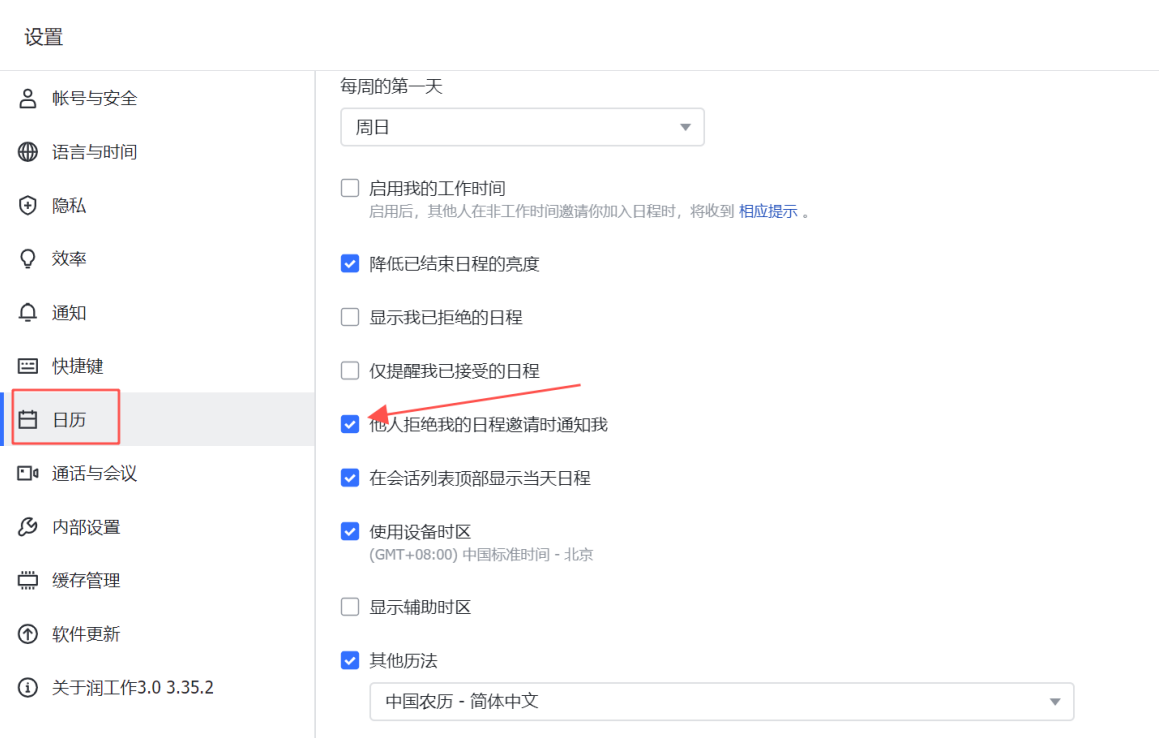 设置
帐号与安全
语言与时间
隐私
效率
通知
快捷键
日历
通话与会议
内部设置
缓存管理
软件更新
关于润工作3.0 3.35.2
每周的第一天
周日
启用我的工作时间
启用后，其他人在非工作时间邀请你加入日程时，将收到 相应提示 。
降低已结束日程的亮度
显示我已拒绝的日程
仅提醒我已接受的日程
他人拒绝我的日程邀请时通知我
在会话列表顶部显示当天日程
使用设备时区
(GMT+08:00) 中国标准时间 - 北京
显示辅助时区
其他历法
中国农历 - 简体中文